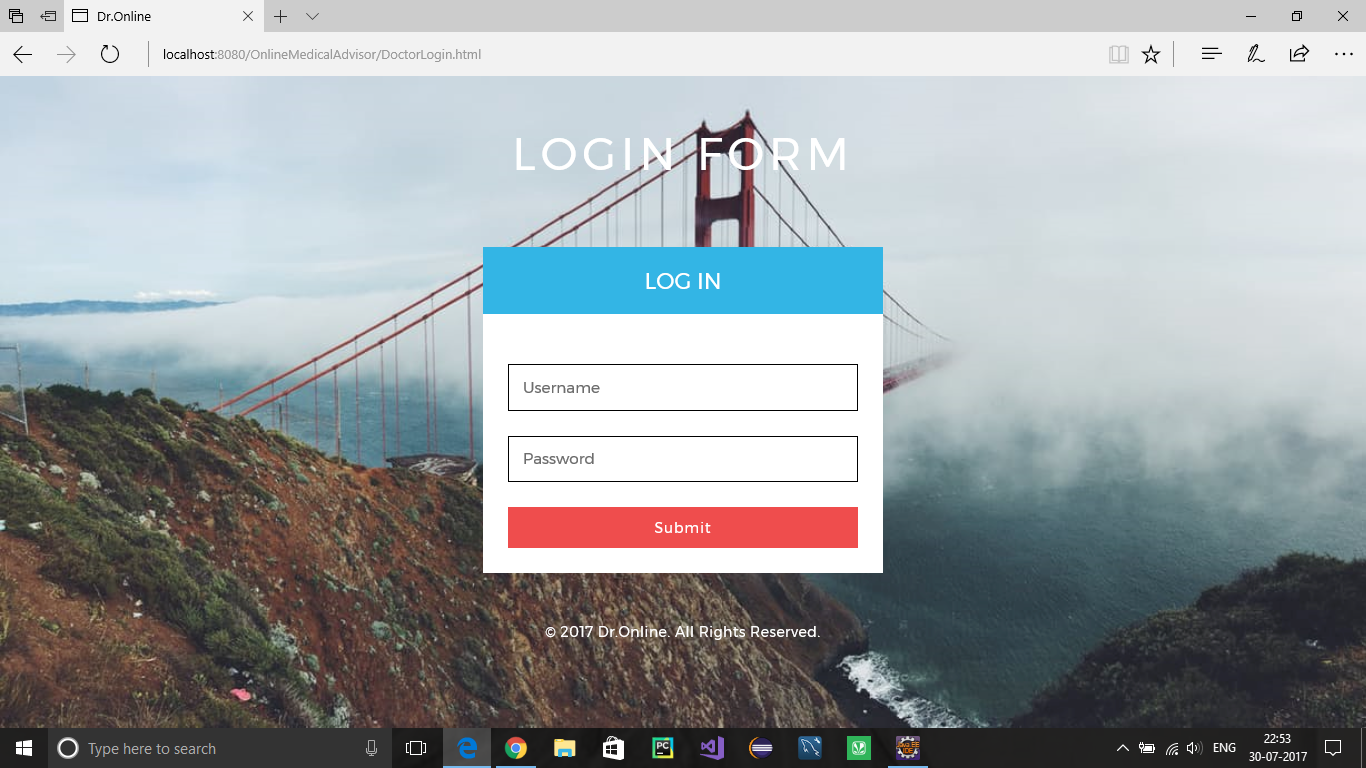 Dr.Online
localhost:8080/OnlineMedicalAdvisor/DoctorLogin.html
LOGIN FORM
LOG IN
Username
Password
Submit
© 2017 Dr.Online. All Rights Reserved.
Type here to search
PC
ENG
22:53
30-07-2017